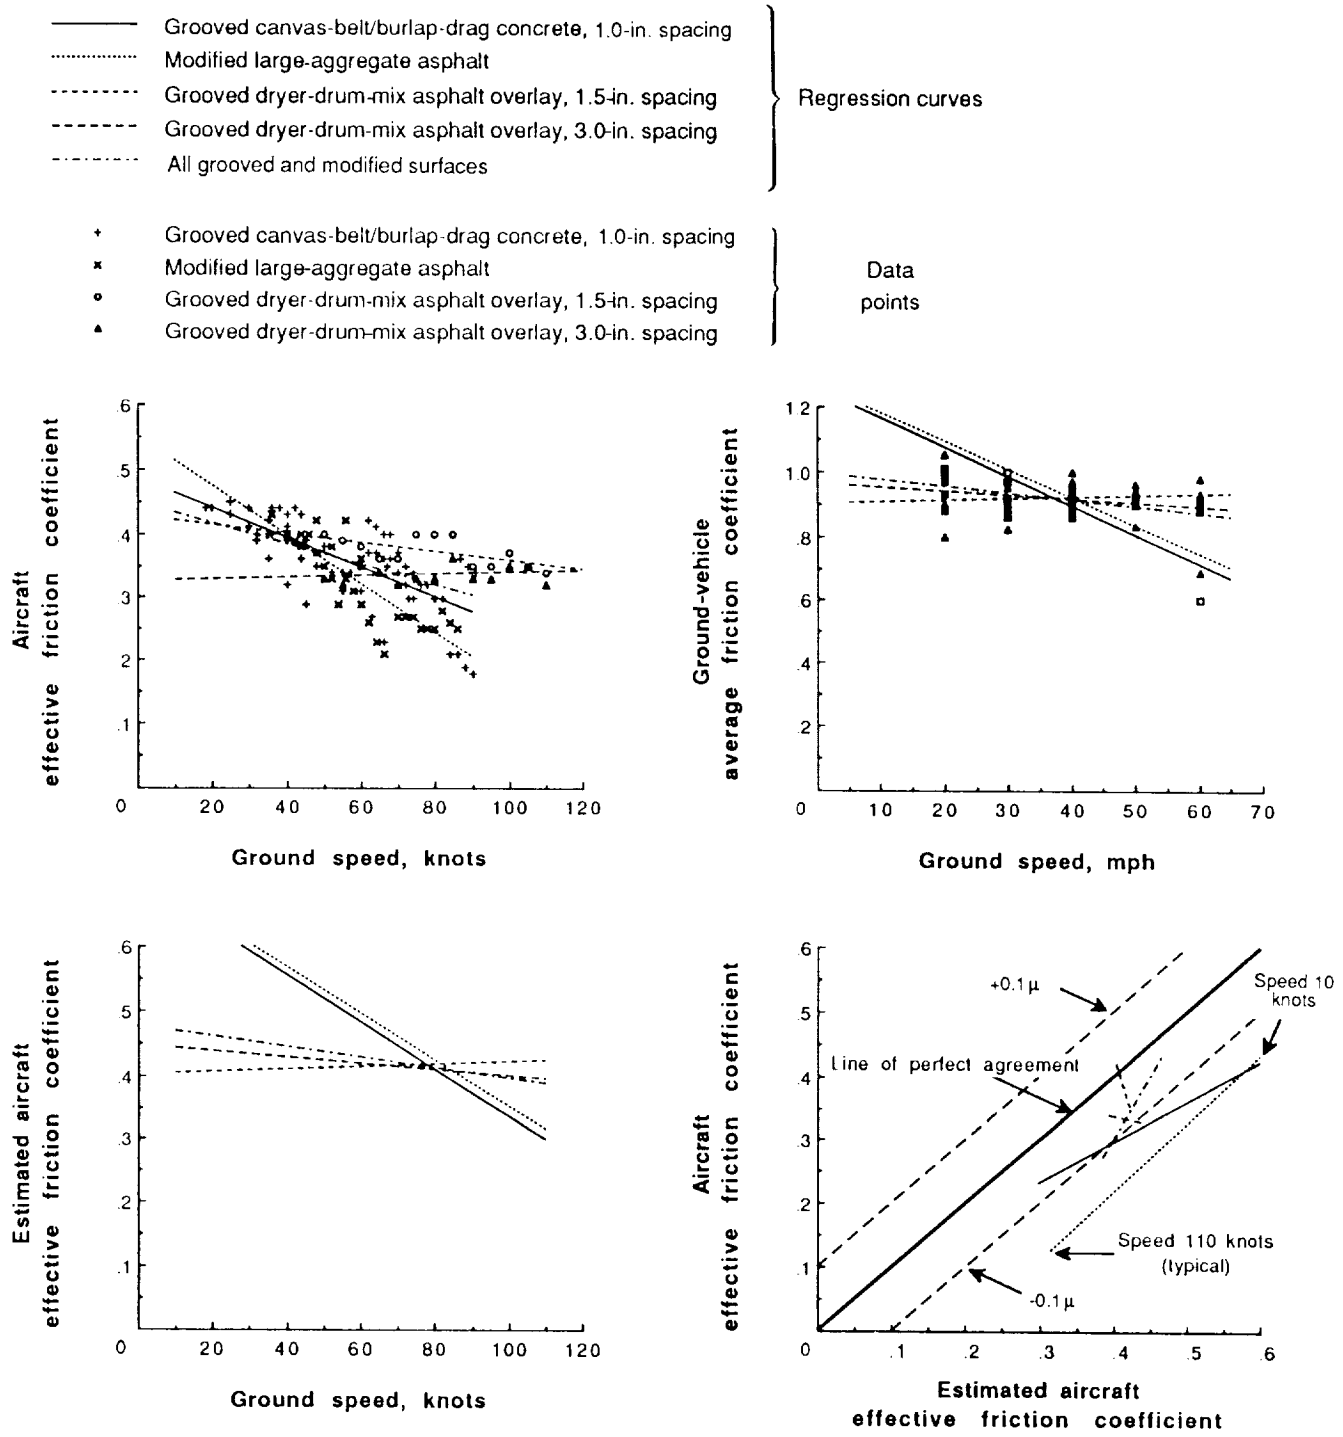 Grooved canvas-belt/burlap-drag concrete, 1.0-in. spacing
Modified large-aggregate asphalt
Grooved dryer-drum-mix asphalt overlay, 1.5-in. spacing
Grooved dryer-drum-mix asphalt overlay, 3.0-in. spacing
All grooved and modified surfaces
Regression curves
Grooved canvas-belt/burlap-drag concrete, 1.0-in. spacing
Modified large-aggregate asphalt
Grooved dryer-drum-mix asphalt overlay, 1.5-in. spacing
Grooved dryer-drum-mix asphalt overlay, 3.0-in. spacing
Data
points
Aircraft
effective friction coefficient
.6
.5
.4
.3
.2
.1
0 20 40 60 80 100 120
Ground speed, knots
Ground-vehicle
average friction coefficient
1.2
1.0
.8
.6
.4
.2
0 10 20 30 40 50 60 70
Ground speed, mph
Estimated aircraft
effective friction coefficient
.6
.5
.4
.3
.2
.1
0 20 40 60 80 100 120
Ground speed, knots
Aircraft
effective friction coefficient
.6
.5
.4
.3
.2
.1
+0.1 μ
Speed 10
knots
Line of perfect agreement
Speed 110 knots
(typical)
-0.1 μ
0 .1 .2 .3 .4 .5 .6
Estimated aircraft
effective friction coefficient